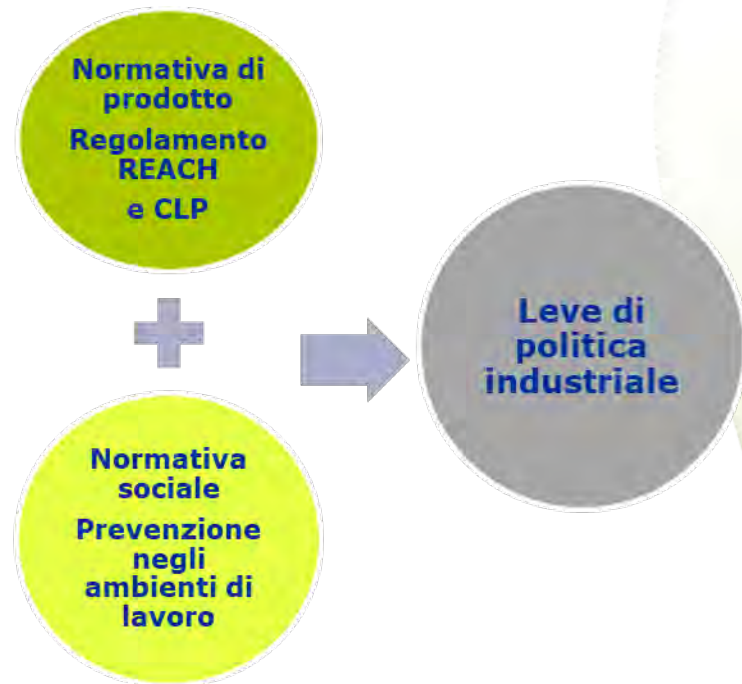 Normativa di
prodotto
Regolamento
REACH
e CLP
Normativa
sociale
Prevenzione
negli
ambienti di
lavoro
Leve di
politica
industriale